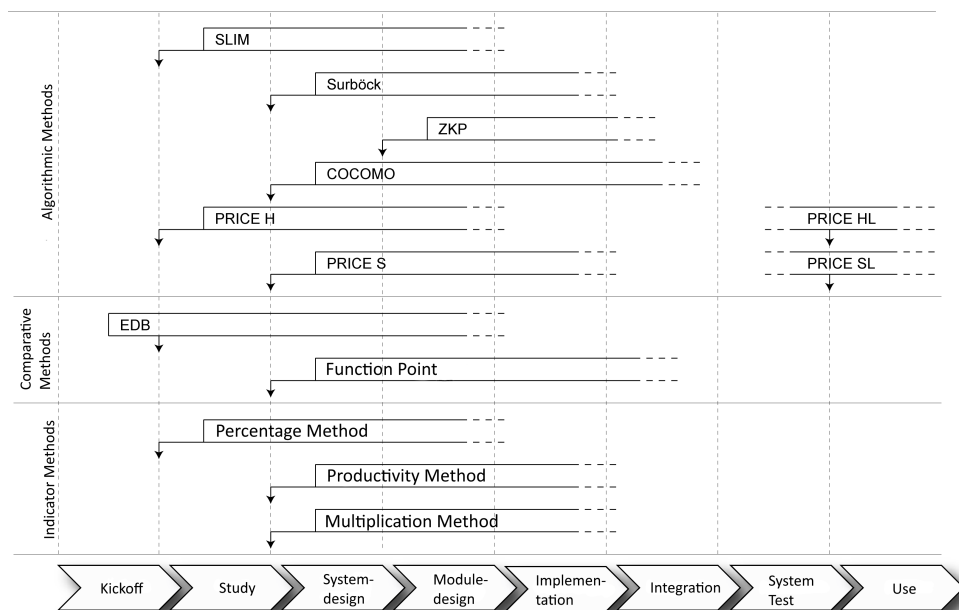 Algorithmic Methods
SLIM
Surböck
ZKP
COCOMO
PRICE H
PRICE HL
PRICE S
PRICE SL
Comparative
Methods
EDB
Function Point
Indicator Methods
Percentage Method
Productivity Method
Multiplication Method
Kickoff
Study
System-
design
Module-
design
Implemen-
tation
Integration
System
Test
Use